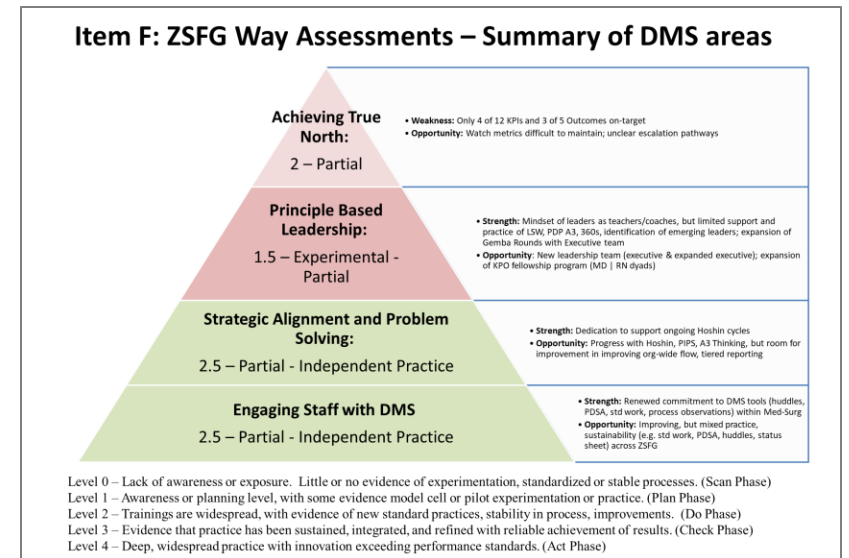 Item F: ZSFG Way Assessments – Summary of DMS areas
Achieving True
North:
2 – Partial
• Weakness: Only 4 of 12 KPIs and 3 of 5 Outcomes on-target
• Opportunity: Watch metrics difficult to maintain; unclear escalation pathways
Principle Based
Leadership:
1.5 – Experimental -
Partial
• Strength: Mindset of leaders as teachers/coaches, but limited support and
practice of LSW, PDP A3, 360s, identification of emerging leaders; expansion of
Gemba Rounds with Executive team
• Opportunity: New leadership team (executive & expanded executive); expansion
of KPO fellowship program (MD | RN dyads)
Strategic Alignment and Problem
Solving:
2.5 – Partial - Independent Practice
• Strength: Dedication to support ongoing Hoshin cycles
• Opportunity: Progress with Hoshin, PIPS, A3 Thinking, but room for
improvement in improving org-wide flow, tiered reporting
Engaging Staff with DMS
2.5 – Partial - Independent Practice
• Strength: Renewed commitment to DMS tools (huddles,
PDSA, std work, process observations) within Med-Surg
• Opportunity: Improving, but mixed practice,
sustainability (e.g. std work, PDSA, huddles, status
sheet) across ZSFG
Level 0 – Lack of awareness or exposure. Little or no evidence of experimentation, standardized or stable processes. (Scan Phase)
Level 1 – Awareness or planning level, with some evidence model cell or pilot experimentation or practice. (Plan Phase)
Level 2 – Trainings are widespread, with evidence of new standard practices, stability in process, improvements. (Do Phase)
Level 3 – Evidence that practice has been sustained, integrated, and refined with reliable achievement of results. (Check Phase)
Level 4 – Deep, widespread practice with innovation exceeding performance standards. (Act Phase)